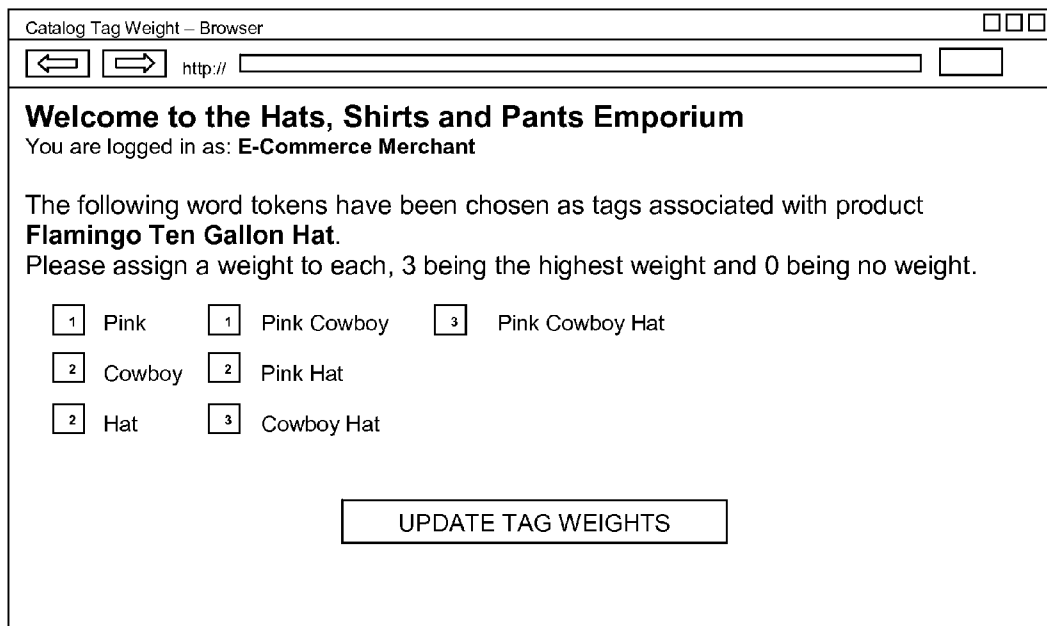 Catalog Tag Weight – Browser
http://
Welcome to the Hats, Shirts and Pants Emporium
You are logged in as: E-Commerce Merchant
The following word tokens have been chosen as tags associated with product
Flamingo Ten Gallon Hat.
Please assign a weight to each, 3 being the highest weight and 0 being no weight.
1 Pink 1 Pink Cowboy 3 Pink Cowboy Hat
2 Cowboy 2 Pink Hat
2 Hat 3 Cowboy Hat
UPDATE TAG WEIGHTS